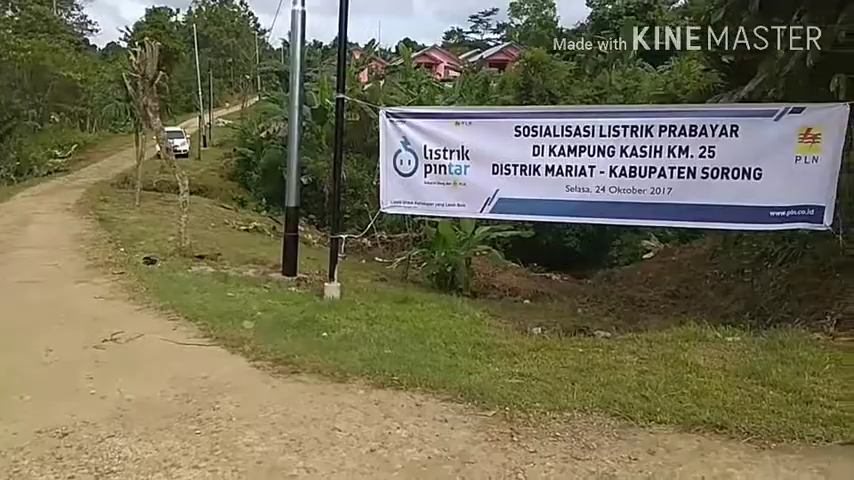 Made with KINEMASTER
PLN
listrik
pintar
SOSIALISASI LISTRIK PRABAYAR
DI KAMPUNG KASIH KM. 25
DISTRIK MARIAT - KABUPATEN SORONG
Selasa, 24 Oktober 2017
PLN
www.pln.co.id